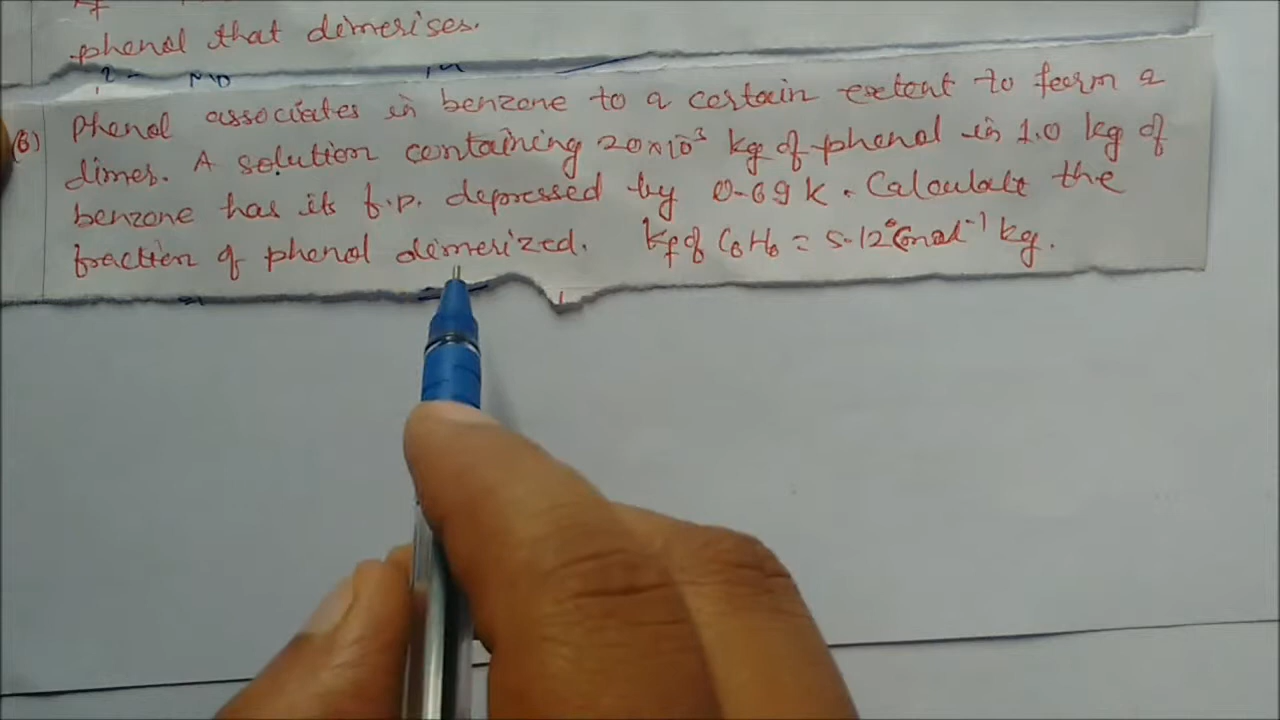 phenol that dimerises.
(6) Phenol associates in benzene to a certain extent to form a
dimer. A solution containing 20×10⁻³ kg of phenol in 1.0 kg of
benzene has its f.p. depressed by 0.69 K. Calculate the
fraction of phenol dimerized. Kf of C6H6 = 5.12°C mol⁻¹ kg.